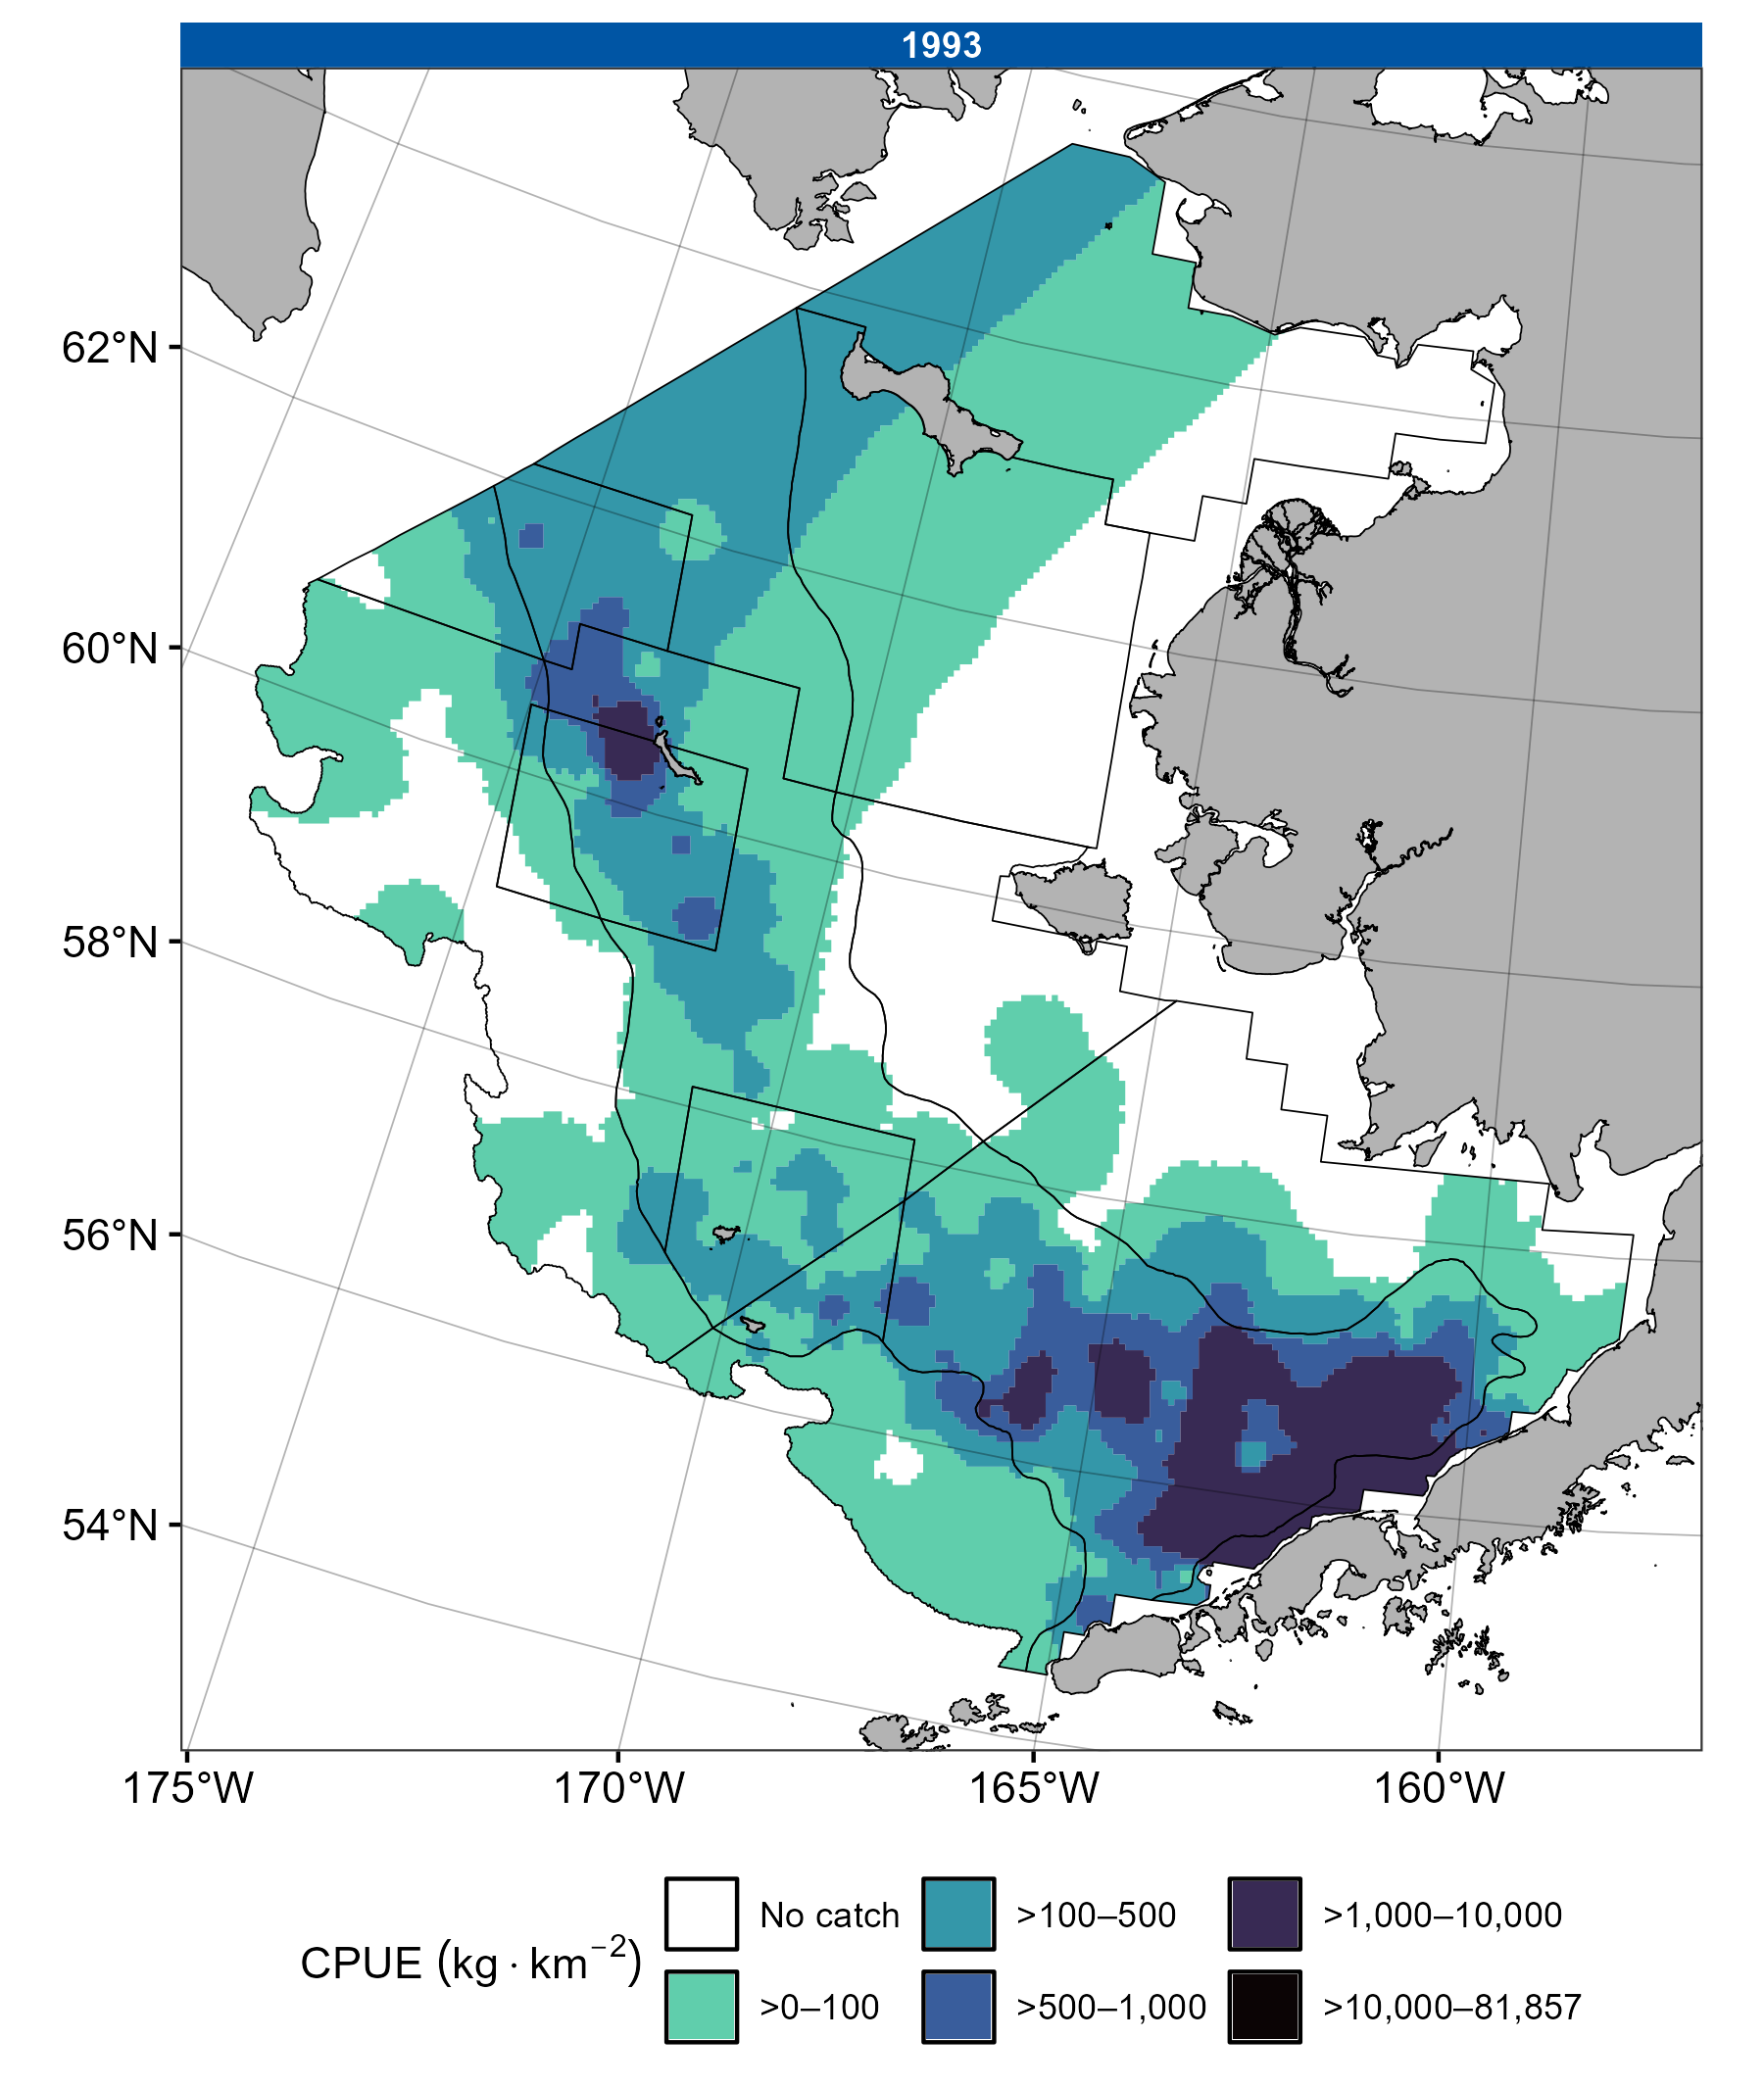 1993
62°N
60°N
58°N
56°N
54°N
175°W 170°W 165°W 160°W
CPUE (kg · km⁻²)
No catch >100–500 >1,000–10,000
>0–100 >500–1,000 >10,000–81,857